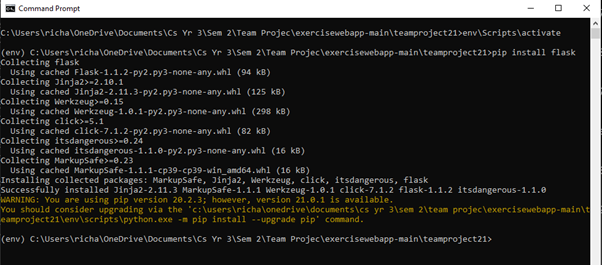 Command Prompt
C:\Users\richa\OneDrive\Documents\Cs Yr 3\Sem 2\Team Projec\exercisewebapp-main\teamproject21>env\Scripts\activate
(env) C:\Users\richa\OneDrive\Documents\Cs Yr 3\Sem 2\Team Projec\exercisewebapp-main\teamproject21>pip install flask
Collecting flask
  Using cached Flask-1.1.2-py2.py3-none-any.whl (94 kB)
Collecting Jinja2>=2.10.1
  Using cached Jinja2-2.11.3-py2.py3-none-any.whl (125 kB)
Collecting Werkzeug>=0.15
  Using cached Werkzeug-1.0.1-py2.py3-none-any.whl (298 kB)
Collecting click>=5.1
  Using cached click-7.1.2-py2.py3-none-any.whl (82 kB)
Collecting itsdangerous>=0.24
  Using cached itsdangerous-1.1.0-py2.py3-none-any.whl (16 kB)
Collecting MarkupSafe>=0.23
  Using cached MarkupSafe-1.1.1-cp39-cp39-win_amd64.whl (16 kB)
Installing collected packages: MarkupSafe, Jinja2, Werkzeug, click, itsdangerous, flask
Successfully installed Jinja2-2.11.3 MarkupSafe-1.1.1 Werkzeug-1.0.1 click-7.1.2 flask-1.1.2 itsdangerous-1.1.0
WARNING: You are using pip version 20.2.3; however, version 21.0.1 is available.
You should consider upgrading via the 'c:\users\richa\onedrive\documents\cs yr 3\sem 2\team projec\exercisewebapp-main\t
eamproject21\env\scripts\python.exe -m pip install --upgrade pip' command.
(env) C:\Users\richa\OneDrive\Documents\Cs Yr 3\Sem 2\Team Projec\exercisewebapp-main\teamproject21>